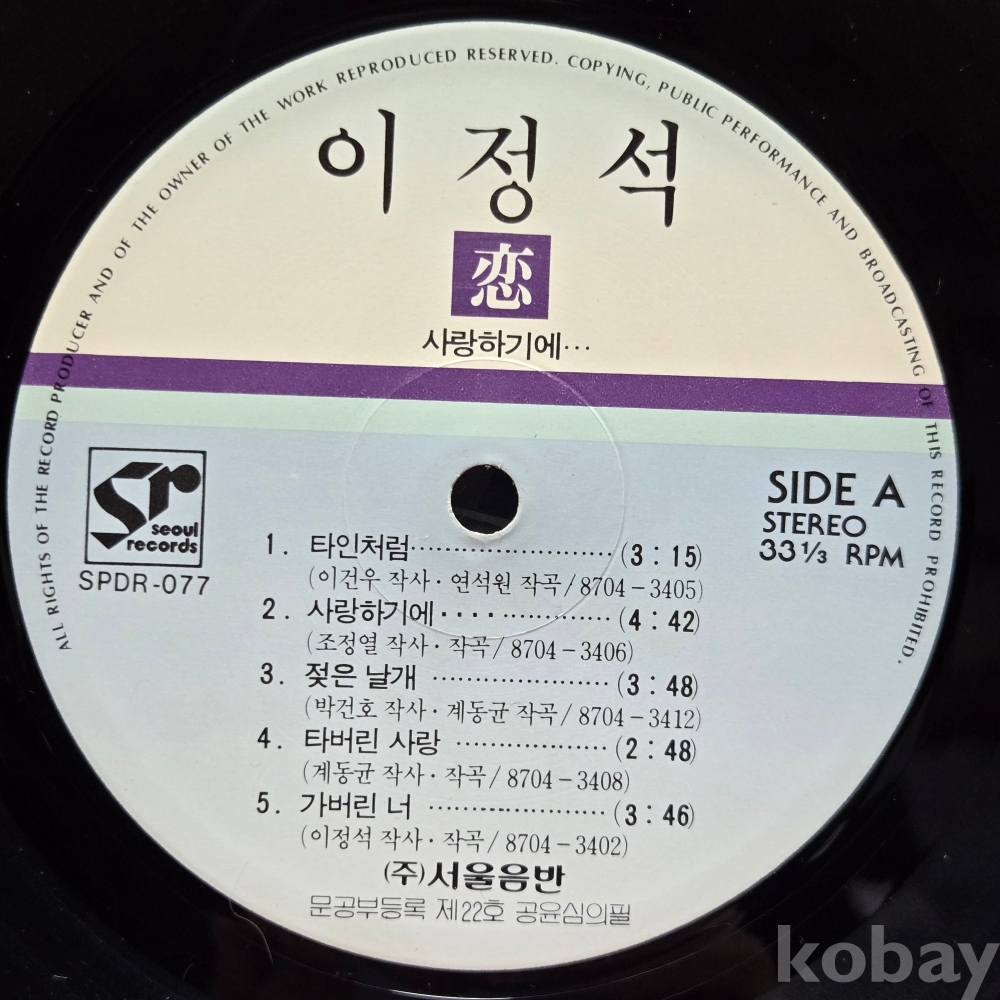 ALL RIGHTS OF THE RECORD PRODUCER AND OF THE OWNER OF THE WORK REPRODUCED RESERVED. COPYING, PUBLIC PERFORMANCE AND BROADCASTING OF THIS RECORD PROHIBITED.
이정석
恋
사랑하기에…
seoul
records
SPDR-077
SIDE A
STEREO
33 1/3 RPM
1. 타인처럼……………………(3:15)
(이건우 작사·연석원 작곡/8704-3405)
2. 사랑하기에……………………(4:42)
(조정열 작사·작곡/8704-3406)
3. 젖은 날개……………………(3:48)
(박건호 작사·계동균 작곡/8704-3412)
4. 타버린 사랑……………………(2:48)
(계동균 작사·작곡/8704-3408)
5. 가버린 너……………………(3:46)
(이정석 작사·작곡/8704-3402)
(주)서울음반
문공부등록 제22호 공윤심의필
kobay